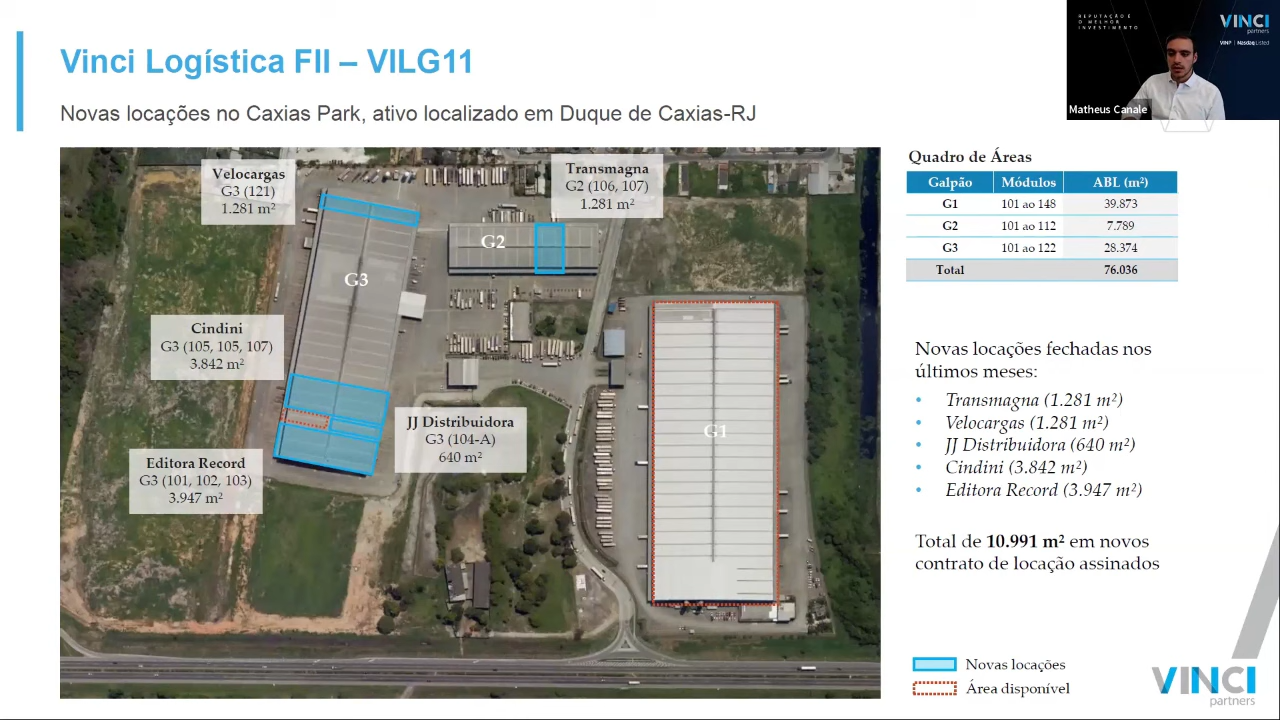 Vinci Logística FII – VILG11
Novas locações no Caxias Park, ativo localizado em Duque de Caxias-RJ
REPUTAÇÃO É
O MELHOR
INVESTIMENTO
VINCI
partners
VINP | Nasdaq Listed
Matheus Canale
Velocargas
G3 (121)
1.281 m²
Transmagna
G2 (106, 107)
1.281 m²
G2
G3
Cindini
G3 (105, 105, 107)
3.842 m²
JJ Distribuidora
G3 (104-A)
640 m²
G1
Editora Record
G3 (101, 102, 103)
3.947 m²
Quadro de Áreas
Galpão Módulos ABL (m²)
G1 101 ao 148 39.873
G2 101 ao 112 7.789
G3 101 ao 122 28.374
Total 76.036
Novas locações fechadas nos
últimos meses:
• Transmagna (1.281 m²)
• Velocargas (1.281 m²)
• JJ Distribuidora (640 m²)
• Cindini (3.842 m²)
• Editora Record (3.947 m²)
Total de 10.991 m² em novos
contrato de locação assinados
Novas locações
Área disponível
VINCI
partners